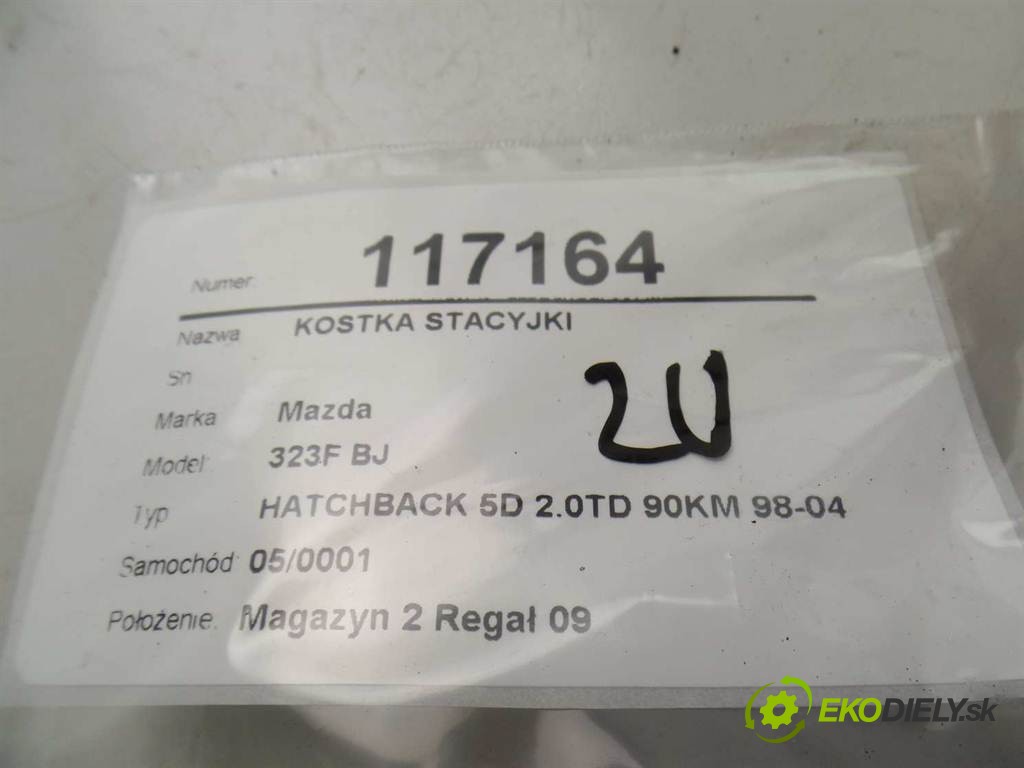 Numer: 117164
Nazwa KOSTKA STACYJKI
Sn
Marka Mazda
Model: 323F BJ
Typ HATCHBACK 5D 2.0TD 90KM 98-04
Samochód 05/0001
Położenie: Magazyn 2 Regał 09
EKODIELY.sk